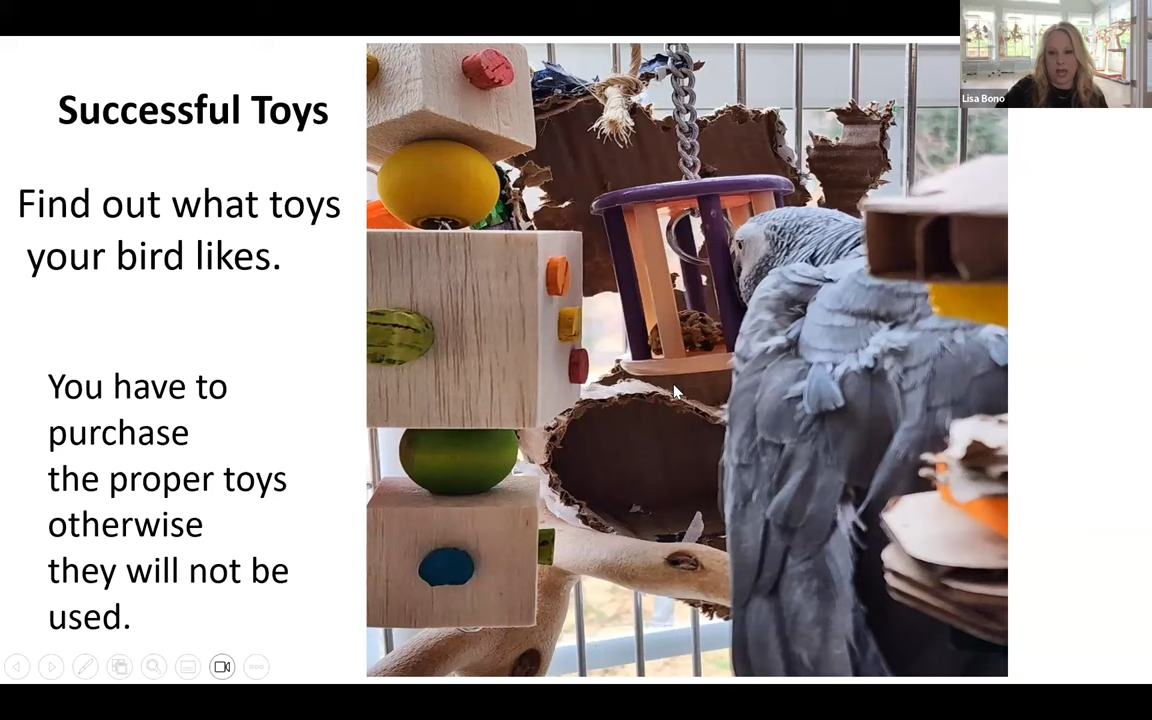 Successful Toys
Find out what toys
your bird likes.
You have to
purchase
the proper toys
otherwise
they will not be
used.
Lisa Bono